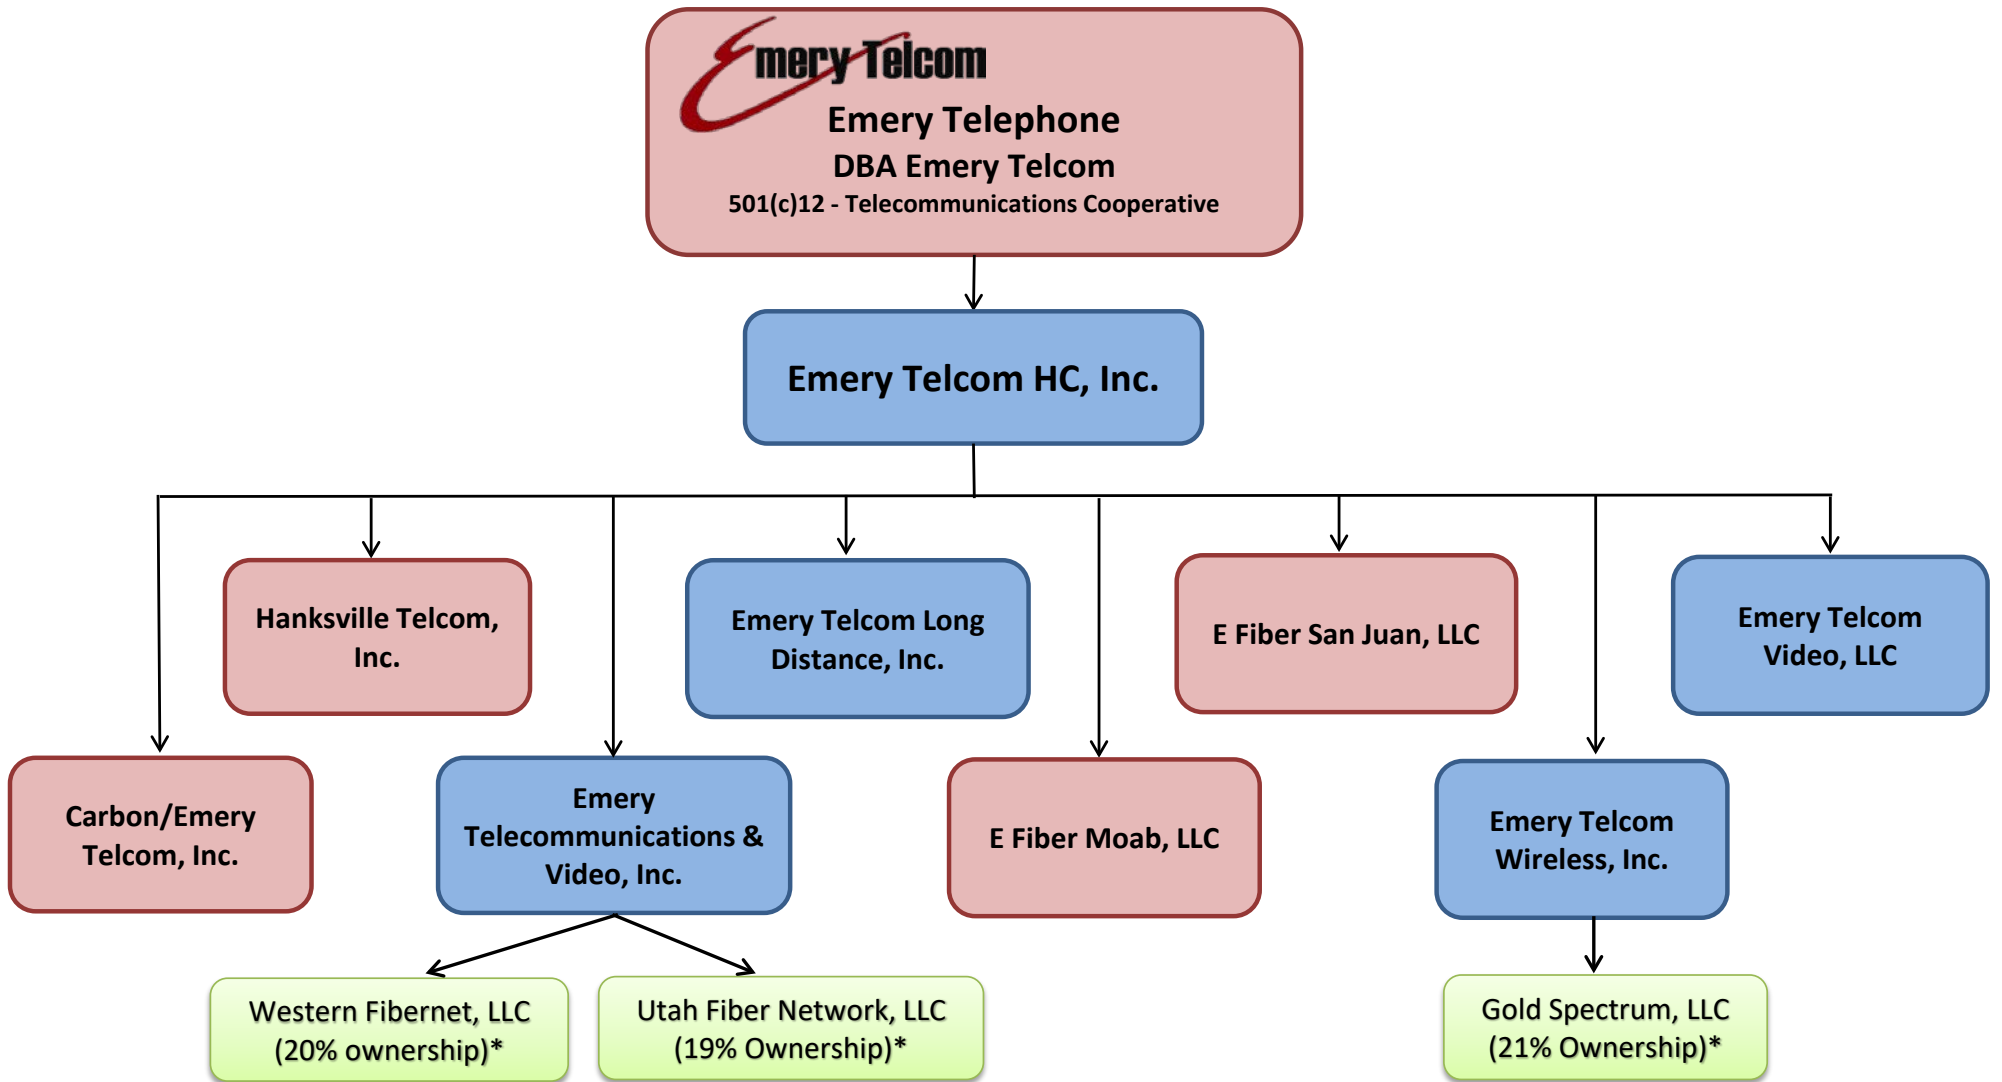 Emery Telcom
Emery Telephone
DBA Emery Telcom
501(c)12 - Telecommunications Cooperative
Emery Telcom HC, Inc.
Hanksville Telcom,
Inc.
Emery Telcom Long
Distance, Inc.
E Fiber San Juan, LLC
Emery Telcom
Video, LLC
Carbon/Emery
Telcom, Inc.
Emery
Telecommunications &
Video, Inc.
E Fiber Moab, LLC
Emery Telcom
Wireless, Inc.
Western Fibernet, LLC
(20% ownership)*
Utah Fiber Network, LLC
(19% Ownership)*
Gold Spectrum, LLC
(21% Ownership)*